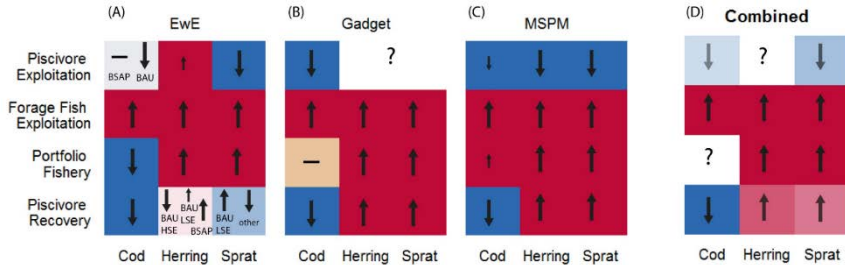 (A) EwE (B) Gadget (C) MSPM (D) Combined
Piscivore
Exploitation
BSAP BAU
?
?
Forage Fish
Exploitation
Portfolio
Fishery
?
Piscivore
Recovery
BAU
HSE
BAU
LSE
BSAP
BAU
LSE
other
Cod Herring Sprat Cod Herring Sprat Cod Herring Sprat Cod Herring Sprat